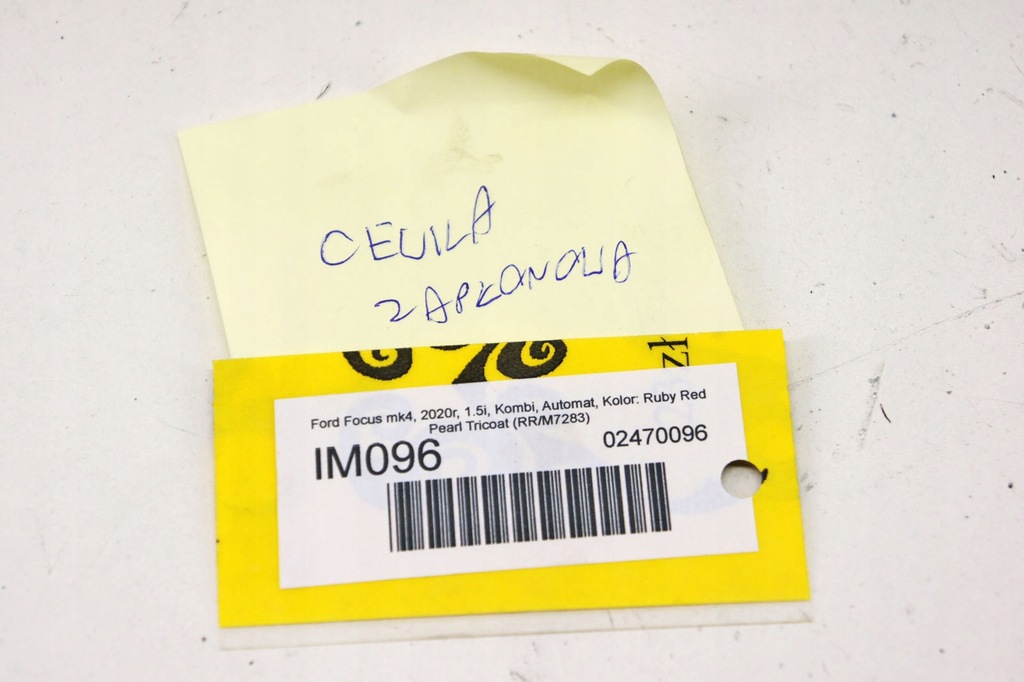 CEWKA
ZAPŁONOWA
zł
Ford Focus mk4, 2020r, 1.5i, Kombi, Automat, Kolor: Ruby Red
Pearl Tricoat (RR/M7283)
IM096
02470096